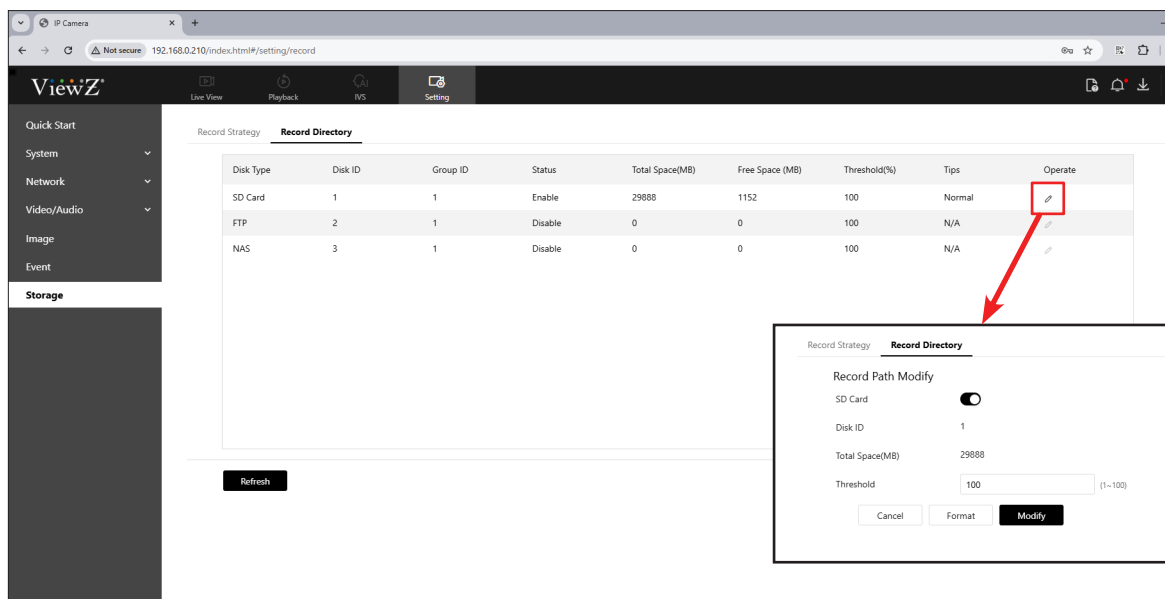 IP Camera
Not secure 192.168.0.210/index.html#/setting/record
ViewZ
Live View Playback IVS Setting
Quick Start
System
Network
Video/Audio
Image
Event
Storage
Record Strategy Record Directory
Disk Type Disk ID Group ID Status Total Space(MB) Free Space (MB) Threshold(%) Tips Operate
SD Card 1 1 Enable 29888 1152 100 Normal
FTP 2 1 Disable 0 0 100 N/A
NAS 3 1 Disable 0 0 100 N/A
Refresh
Record Strategy Record Directory
Record Path Modify
SD Card
Disk ID 1
Total Space(MB) 29888
Threshold 100 (1~100)
Cancel Format Modify